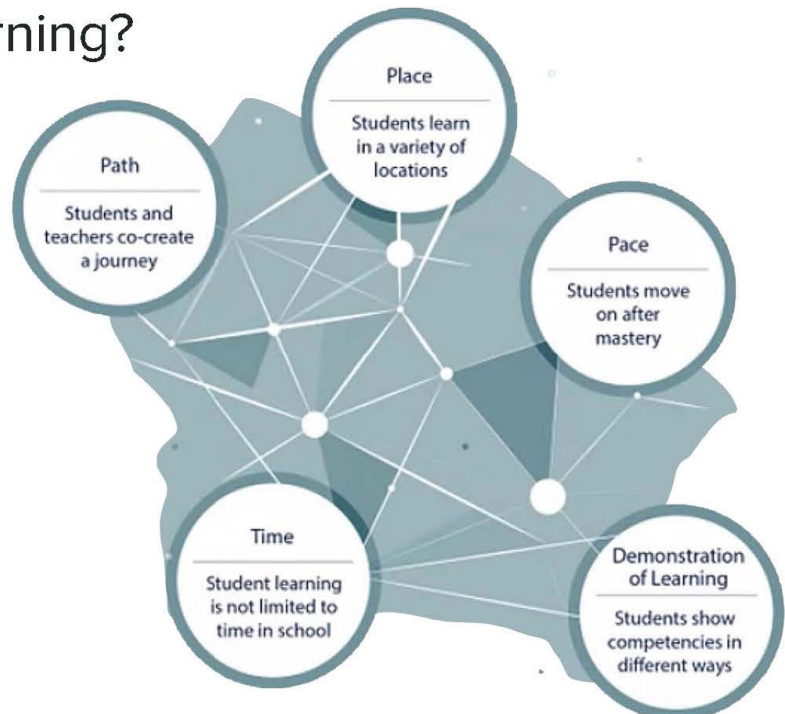 rning?
Place
Students learn
in a variety of
locations
Path
Students and
teachers co-create
a journey
Pace
Students move
on after
mastery
Time
Student learning
is not limited to
time in school
Demonstration
of Learning
Students show
competencies in
different ways